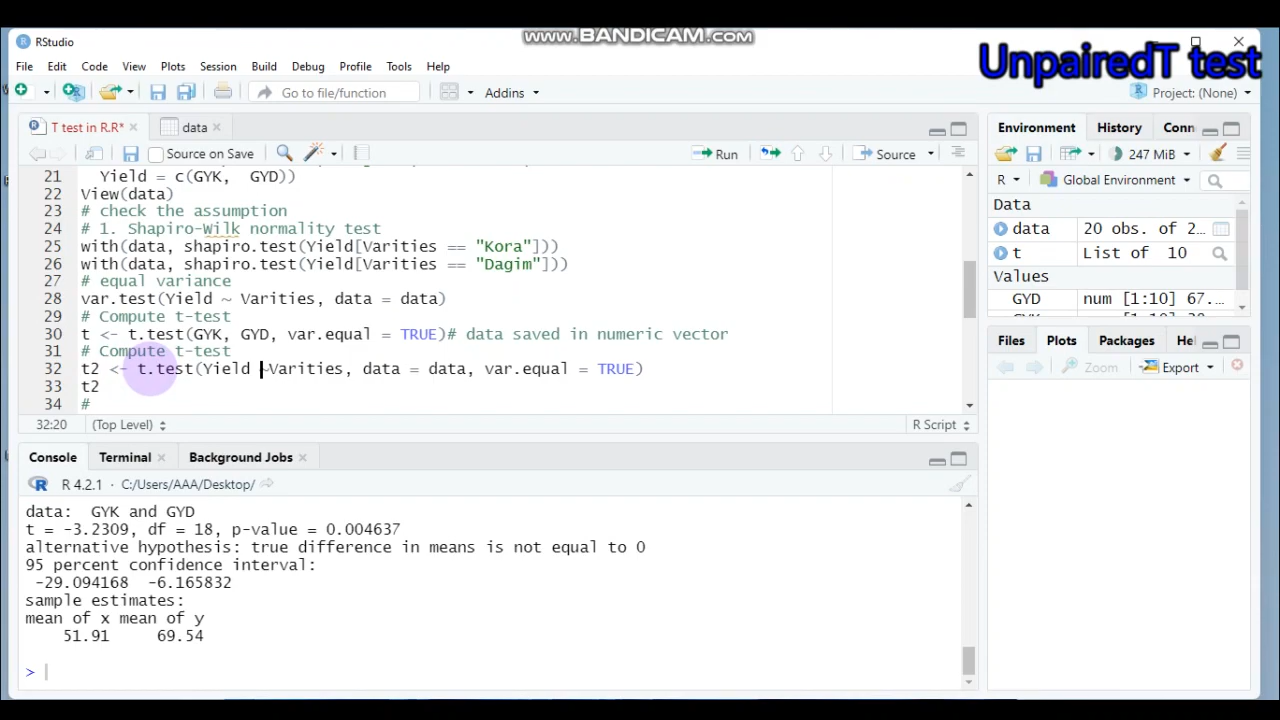 www.BANDICAM.com
RStudio
UnpairedT test
File Edit Code View Plots Session Build Debug Profile Tools Help
Go to file/function Addins Project: (None)
T test in R.R* data
Source on Save Run Source
21 Yield = c(GYK, GYD))
22 View(data)
23 # check the assumption
24 # 1. Shapiro-Wilk normality test
25 with(data, shapiro.test(Yield[Varities == "Kora"]))
26 with(data, shapiro.test(Yield[Varities == "Dagim"]))
27 # equal variance
28 var.test(Yield ~ Varities, data = data)
29 # Compute t-test
30 t <- t.test(GYK, GYD, var.equal = TRUE)# data saved in numeric vector
31 # Compute t-test
32 t2 <- t.test(Yield ~Varities, data = data, var.equal = TRUE)
33 t2
34 #
32:20 (Top Level) R Script
Console Terminal Background Jobs
R 4.2.1 · C:/Users/AAA/Desktop/
data: GYK and GYD
t = -3.2309, df = 18, p-value = 0.004637
alternative hypothesis: true difference in means is not equal to 0
95 percent confidence interval:
-29.094168 -6.165832
sample estimates:
mean of x mean of y
51.91 69.54
>
Environment History Conn
247 MiB
R Global Environment
Data
data 20 obs. of 2...
t List of 10
Values
GYD num [1:10] 67...
Files Plots Packages He
Zoom Export